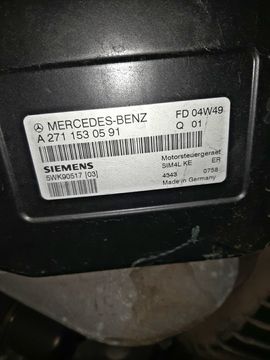 MERCEDES-BENZ FD 04W49
A 271 153 05 91 Q 01
SIEMENS Motorsteuergeraet
SIM4L KE ER
5WK90517 [03] 4343 0758
Made in Germany